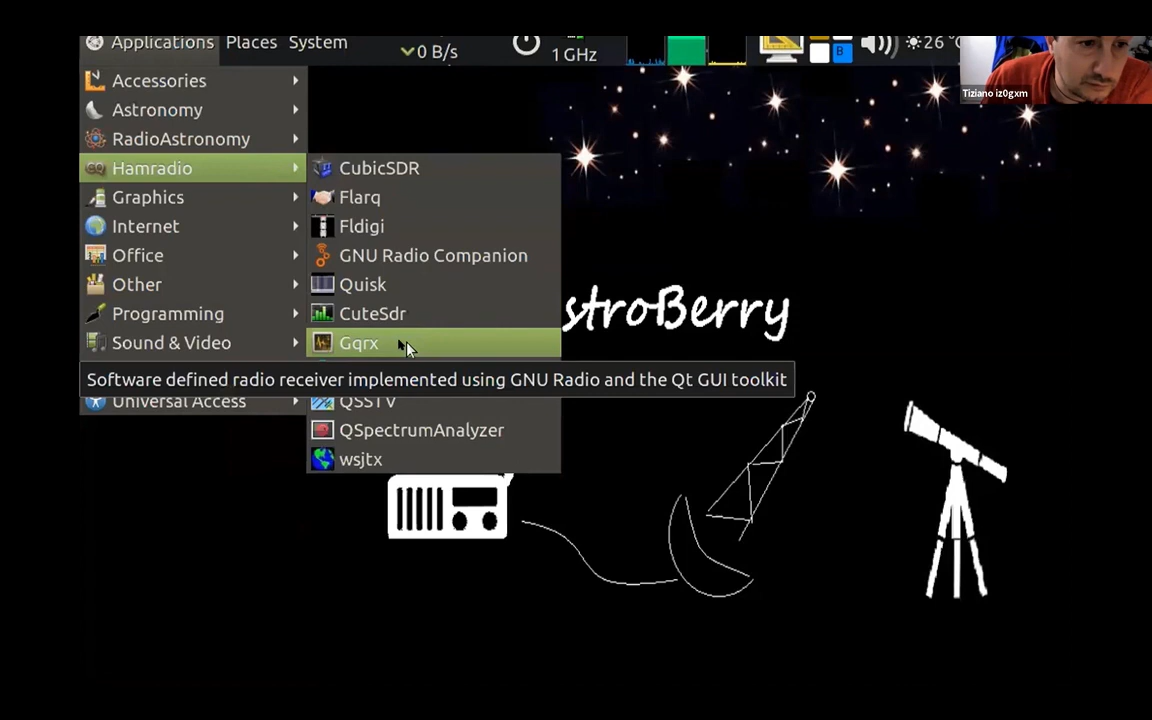 Applications Places System
0 B/s
1 GHz
26 °
Tiziano iz0gxm
Accessories
Astronomy
RadioAstronomy
Hamradio
Graphics
Internet
Office
Other
Programming
Sound & Video
Universal Access
CubicSDR
Flarq
Fldigi
GNU Radio Companion
Quisk
CuteSdr
Gqrx
Software defined radio receiver implemented using GNU Radio and the Qt GUI toolkit
QSSTV
QSpectrumAnalyzer
wsjtx
stroBerry